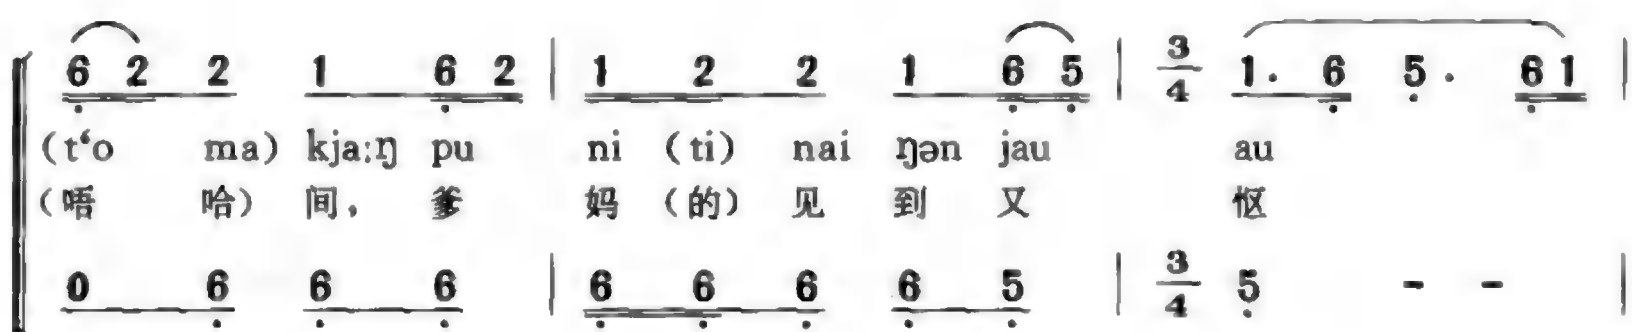 6 2 2 1 6 2 | 1 2 2 1 6 5 | 3/4 1. 6 5. 6 1 |
(t‘o ma) kja:ŋ pu ni (ti) nai ŋən jau au
(唔 哈) 间, 爹 妈 (的) 见 到 又 怄
0 6 6 6 | 6 6 6 6 5 | 3/4 5 - - |